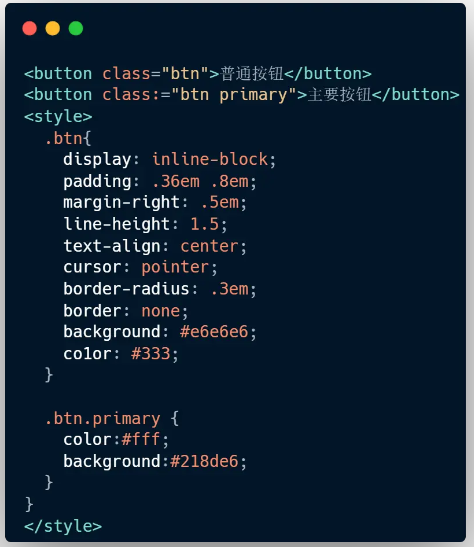 <button class="btn">普通按钮</button>
<button class:="btn primary">主要按钮</button>
<style>
  .btn{
    display: inline-block;
    padding: .36em .8em;
    margin-right: .5em;
    line-height: 1.5;
    text-align: center;
    cursor: pointer;
    border-radius: .3em;
    border: none;
    background: #e6e6e6;
    co1or: #333;
  }

  .btn.primary {
    color:#fff;
    background:#218de6;
  }
}
</style>